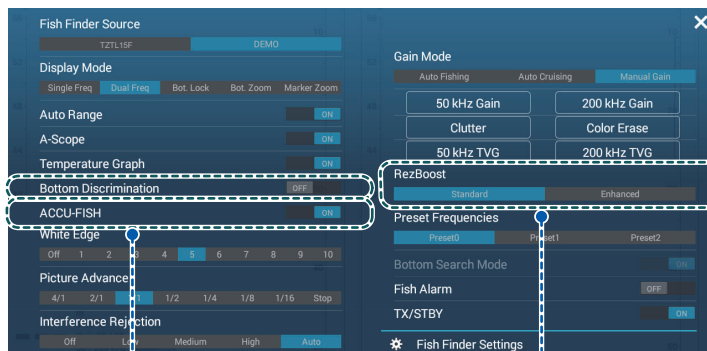 Fish Finder Source
TZTL15F DEMO
Display Mode
Single Freq Dual Freq Bot. Lock Bot. Zoom Marker Zoom
Auto Range ON
A-Scope ON
Temperature Graph ON
Bottom Discrimination OFF
ACCU-FISH ON
White Edge
Off 1 2 3 4 5 6 7 8 9 10
Picture Advance
4/1 2/1 1/1 1/2 1/4 1/8 1/16 Stop
Interference Rejection
Off Low Medium High Auto
Gain Mode
Auto Fishing Auto Cruising Manual Gain
50 kHz Gain 200 kHz Gain
Clutter Color Erase
50 kHz TVG 200 kHz TVG
RezBoost
Standard Enhanced
Preset Frequencies
Preset0 Preset1 Preset2
Bottom Search Mode ON
Fish Alarm OFF
TX/STBY ON
Fish Finder Settings